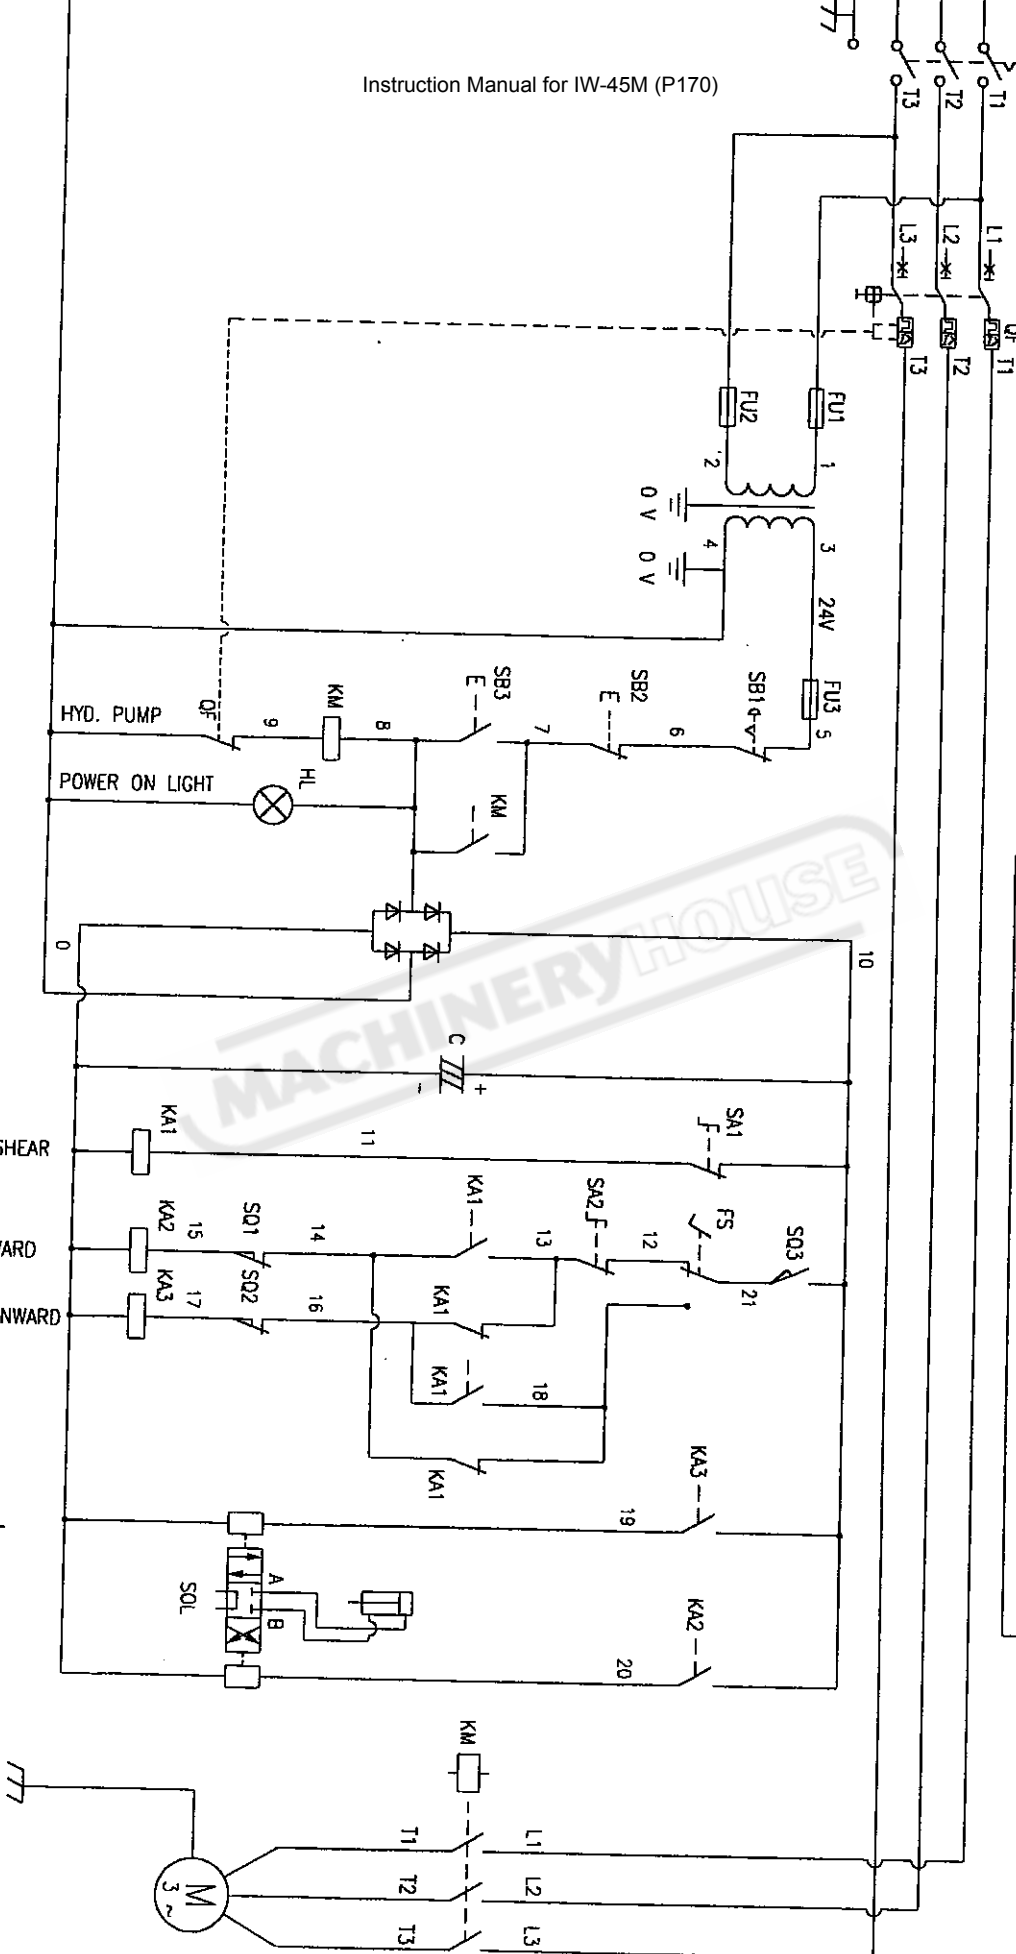 Instruction Manual for IW-45M (P170)
T3
T2
T1
L3
L2
L1
T3
T2
T1
FU2
FU1
2
1
0 V
4
3
0 V
24V
FU3
5
SB1
6
SB2
7
SB3
8
KM
9
QF
HYD. PUMP
POWER ON LIGHT
HL
KM
0
10
MACHINERYHOUSE
C
-
+
SHEAR
KA1
11
SA1
KA2
15
SQ1
14
KA1
13
SA2
12
FS
SQ3
21
KA3
17
SQ2
16
KA1
KA1
18
KA1
KA3
19
SOL
A
B
KA2
20
KM
T1
L1
T2
L2
T3
L3
M
3 ~